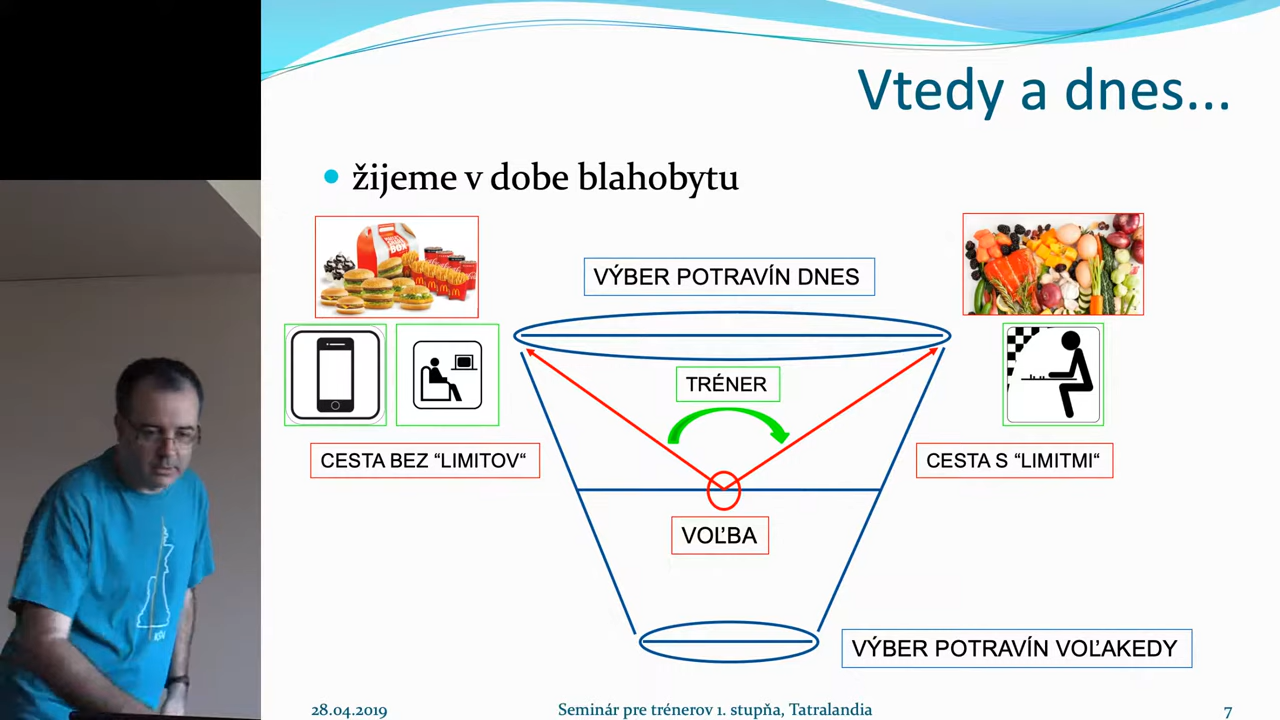 Vtedy a dnes...
žijeme v dobe blahobytu
VÝBER POTRAVÍN DNES
TRÉNER
CESTA BEZ “LIMITOV“
CESTA S “LIMITMI“
VOĽBA
VÝBER POTRAVÍN VOĽAKEDY
28.04.2019
Seminár pre trénerov 1. stupňa, Tatralandia
7